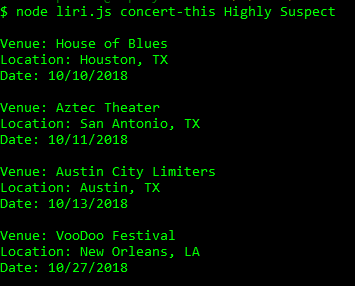 $ node liri.js concert-this Highly Suspect
Venue: House of Blues
Location: Houston, TX
Date: 10/10/2018
Venue: Aztec Theater
Location: San Antonio, TX
Date: 10/11/2018
Venue: Austin City Limiters
Location: Austin, TX
Date: 10/13/2018
Venue: VooDoo Festival
Location: New Orleans, LA
Date: 10/27/2018